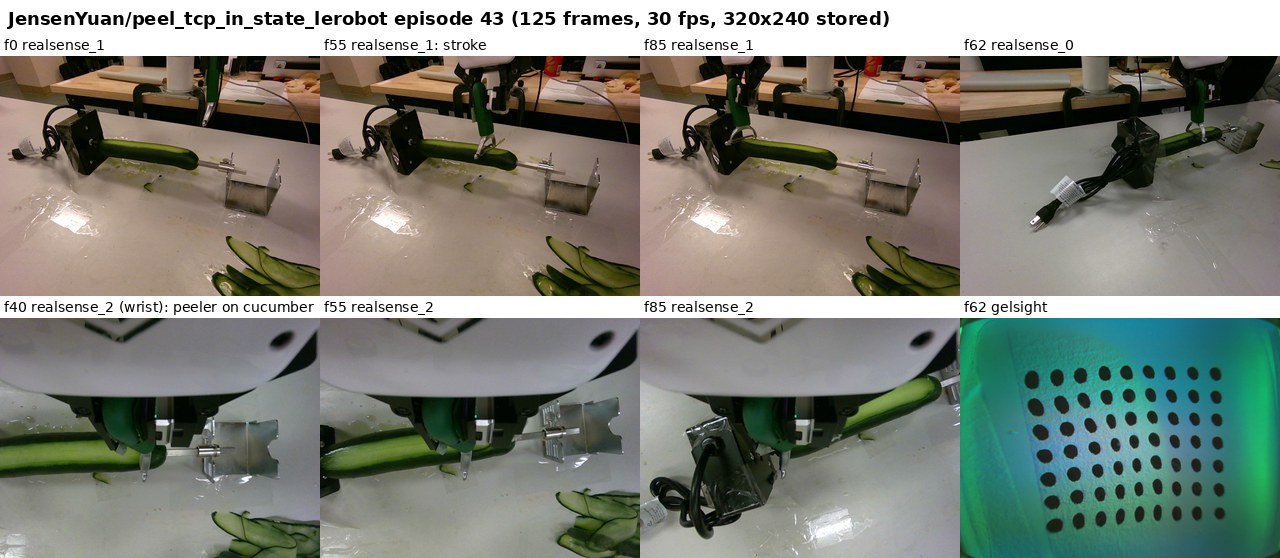 JensenYuan/peel_tcp_in_state_lerobot episode 43 (125 frames, 30 fps, 320x240 stored)
f0 realsense_1
f55 realsense_1: stroke
f85 realsense_1
f62 realsense_0
f40 realsense_2 (wrist): peeler on cucumber
f55 realsense_2
f85 realsense_2
f62 gelsight